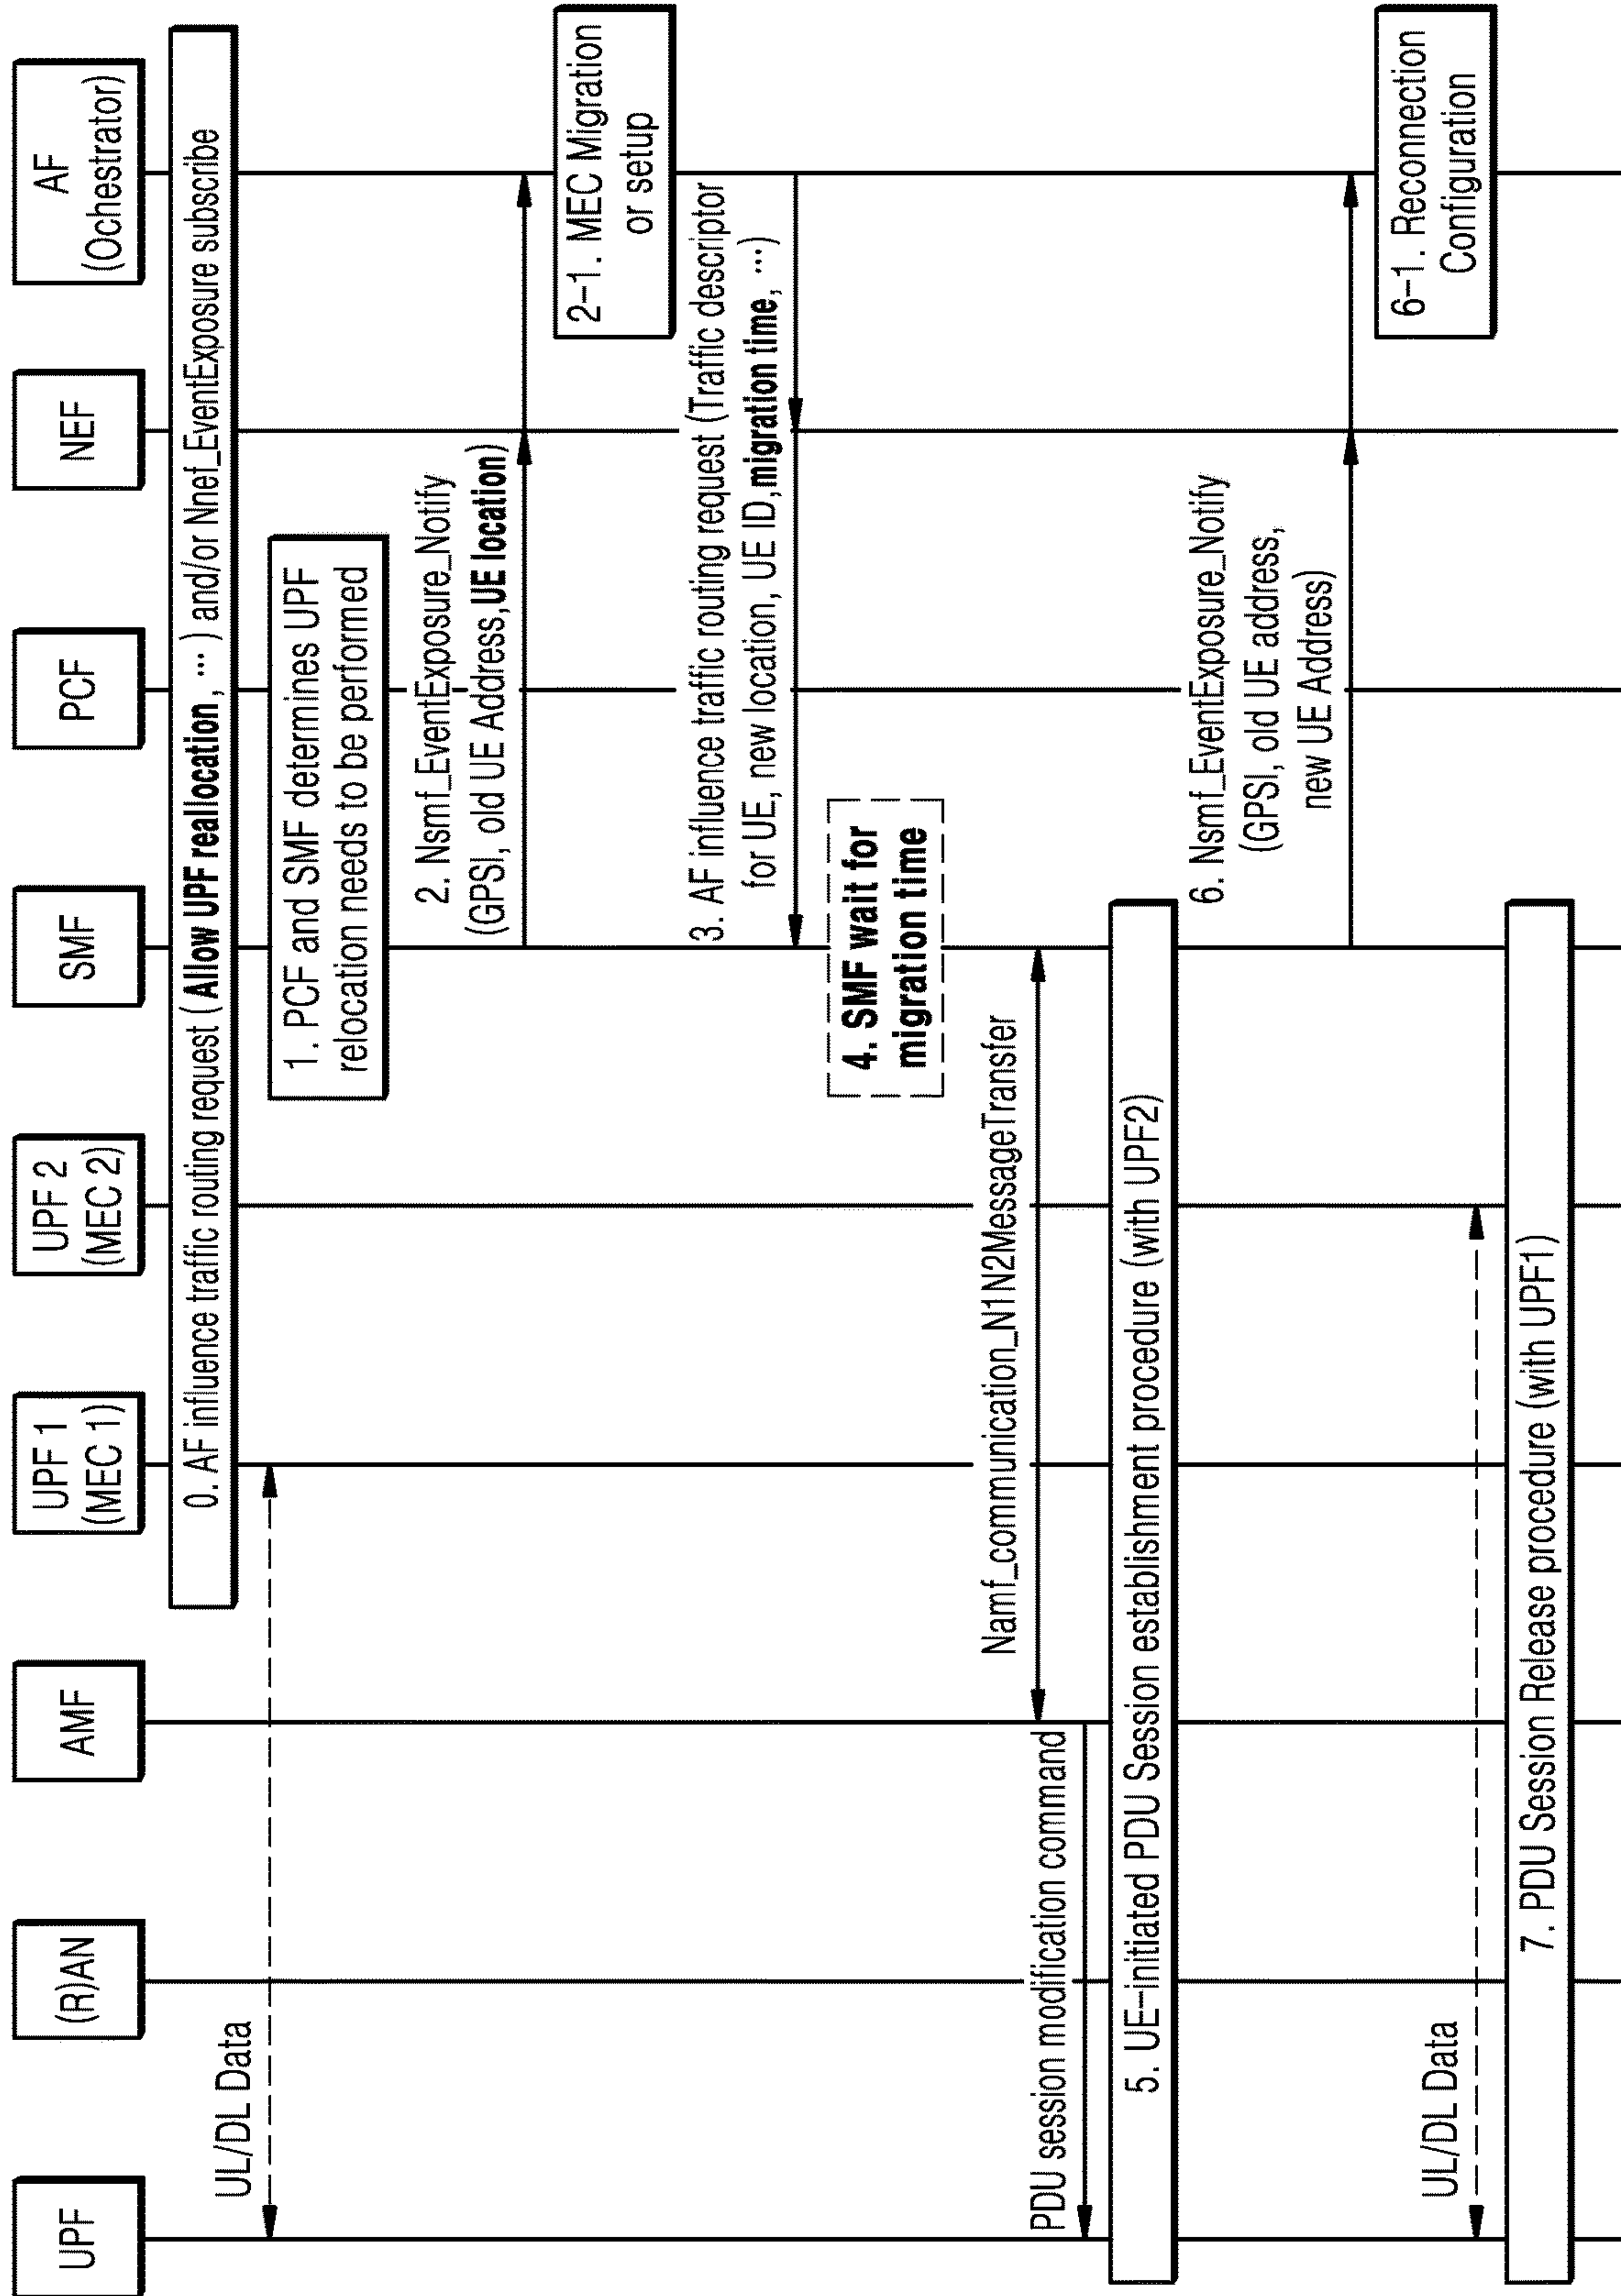 UPF
(R)AN
AMF
UPF 1
(MEC 1)
UPF 2
(MEC 2)
SMF
PCF
NEF
AF
(Ochestrator)
0. AF influence traffic routing request (Allow UPF reallocation, ⋯ ) and/or Nnef_EventExposure subscribe
UL/DL Data
1. PCF and SMF determines UPF
relocation needs to be performed
2. Nsmf_EventExposure_Notify
(GPSI, old UE Address, UE location)
2-1. MEC Migration
or setup
3. AF influence traffic routing request (Traffic descriptor
for UE, new location, UE ID, migration time, ⋯)
4. SMF wait for
migration time
Namf_communication_N1N2MessageTransfer
PDU session modification command
5. UE-initiated PDU Session establishment procedure (with UPF2)
6. Nsmf_EventExposure_Notify
(GPSI, old UE address,
new UE Address)
6-1. Reconnection
Configuration
UL/DL Data
7. PDU Session Release procedure (with UPF1)